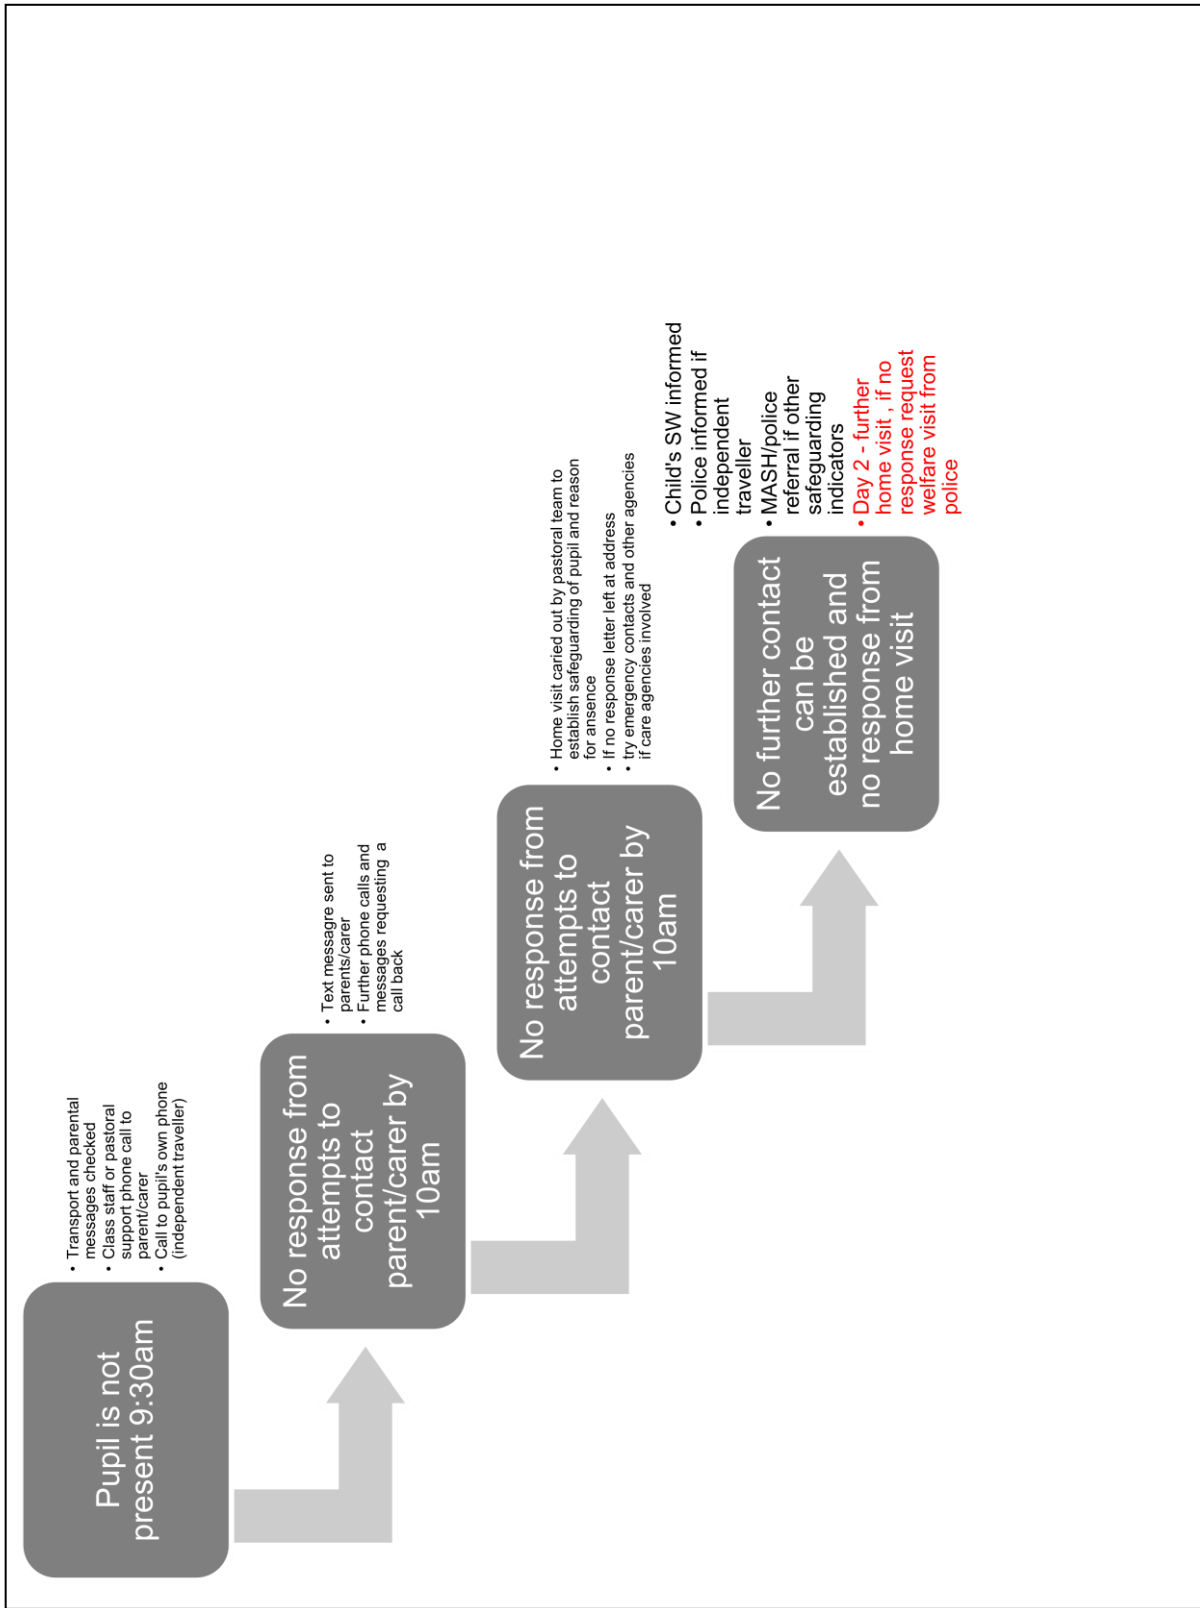 Pupil is not
present 9:30am
• Transport and parental
messages checked
• Class staff or pastoral
support phone call to
parent/carer
• Call to pupil's own phone
(independent traveller)
No response from
attempts to
contact
parent/carer by
10am
• Text messagre sent to
parents/carer
• Further phone calls and
messages requesting a
call back
No response from
attempts to
contact
parent/carer by
10am
• Home visit caried out by pastoral team to
establish safeguarding of pupil and reason
for ansence
• If no response letter left at address
• try emergency contacts and other agencies
if care agencies involved
No further contact
can be
established and
no response from
home visit
• Child's SW informed
• Police informed if
independent
traveller
• MASH/police
referral if other
safeguarding
indicators
• Day 2 - further
home visit , if no
response request
welfare visit from
police